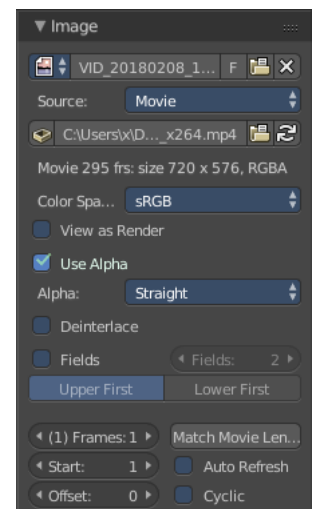 Image
VID_20180208_1... F
Source: Movie
C:\Users\x\D..._x264.mp4
Movie 295 frs: size 720 x 576, RGBA
Color Spa... sRGB
View as Render
Use Alpha
Alpha: Straight
Deinterlace
Fields Fields: 2
Upper First Lower First
(1) Frames: 1 Match Movie Len...
Start: 1 Auto Refresh
Offset: 0 Cyclic